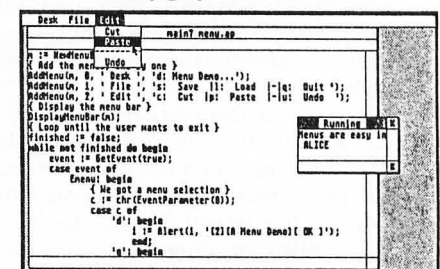 Desk File Edit
Cut
Paste
Undo
main? menu.ap
m := NewMenu
{ Add the menu one }
AddMenu(m, 0, ' Desk ', 'd: Menu Demo...');
AddMenu(m, 1, ' File ', 's: Save |l: Load |-|q: Quit ');
AddMenu(m, 2, ' Edit ', 'c: Cut |p: Paste |-|u: Undo ');
{ Display the menu bar }
DisplayMenuBar(m);
{ Loop until the user wants to exit }
finished := false;
while not finished do begin
event := GetEvent(true);
case event of
Emenu: begin
{ We got a menu selection }
c := chr(EventParameter(0));
case c of
'd': begin
i := Alert(i, '[2][A Menu Demo][ OK ]');
end;
'q': begin
Running
Menus are easy in
ALICE